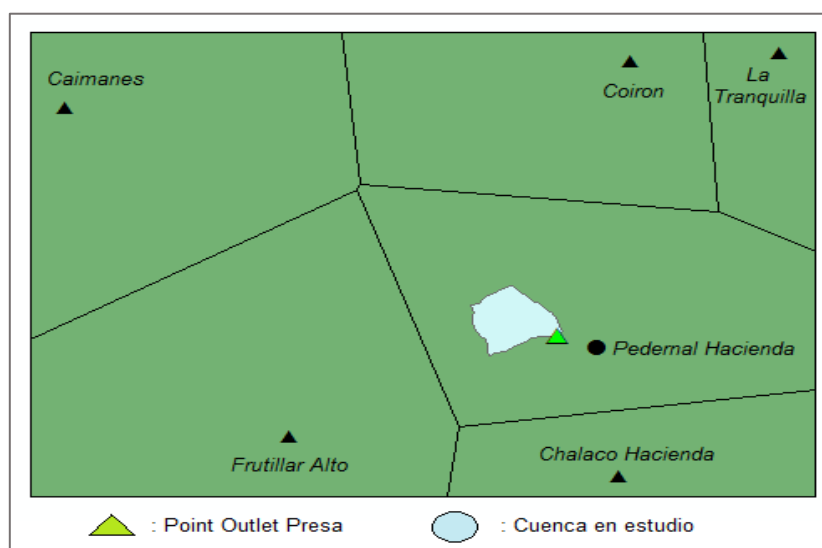 Caimanes
Coiron
La
Tranquilla
Pedernal Hacienda
Frutillar Alto
Chalaco Hacienda
: Point Outlet Presa
: Cuenca en estudio